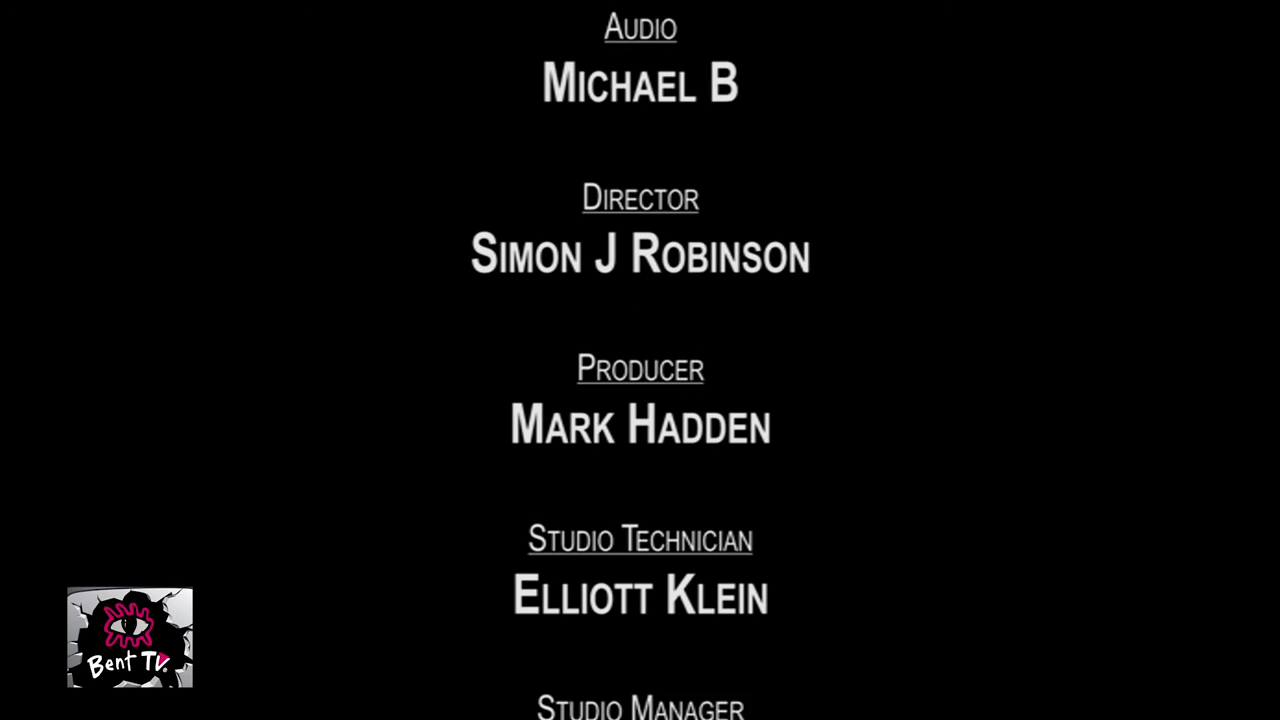 Audio
Michael B
Director
Simon J Robinson
Producer
Mark Hadden
Studio Technician
Elliott Klein
Bent TV.
Studio Manager